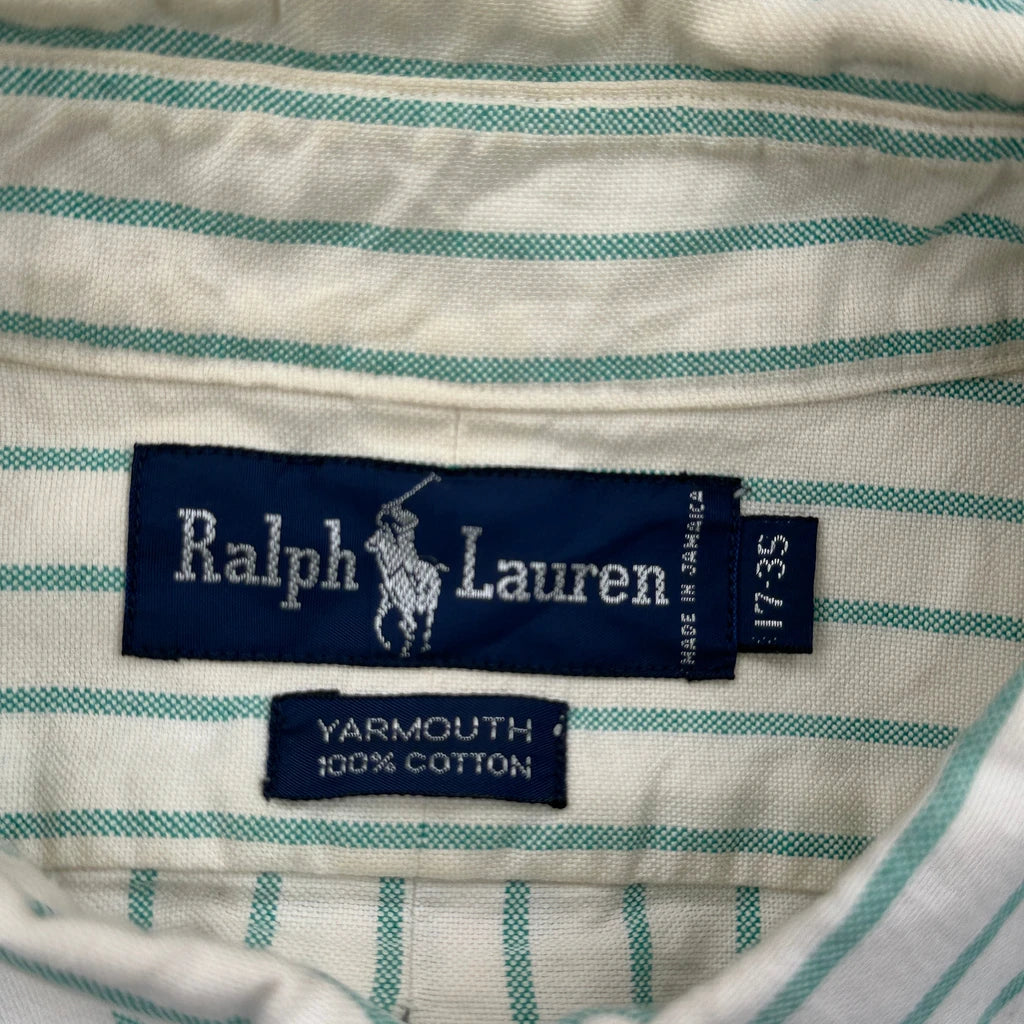 Ralph Lauren
MADE IN JAMAICA
17-35
YARMOUTH
100% COTTON